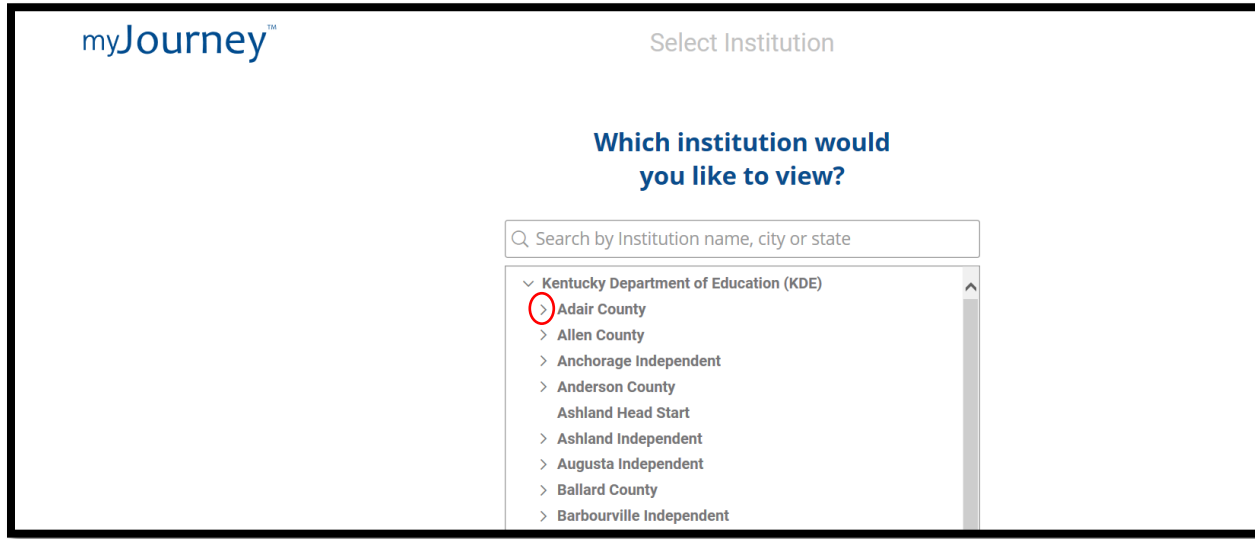 myJourney™
Select Institution
Which institution would
you like to view?
Search by Institution name, city or state
Kentucky Department of Education (KDE)
Adair County
Allen County
Anchorage Independent
Anderson County
Ashland Head Start
Ashland Independent
Augusta Independent
Ballard County
Barbourville Independent